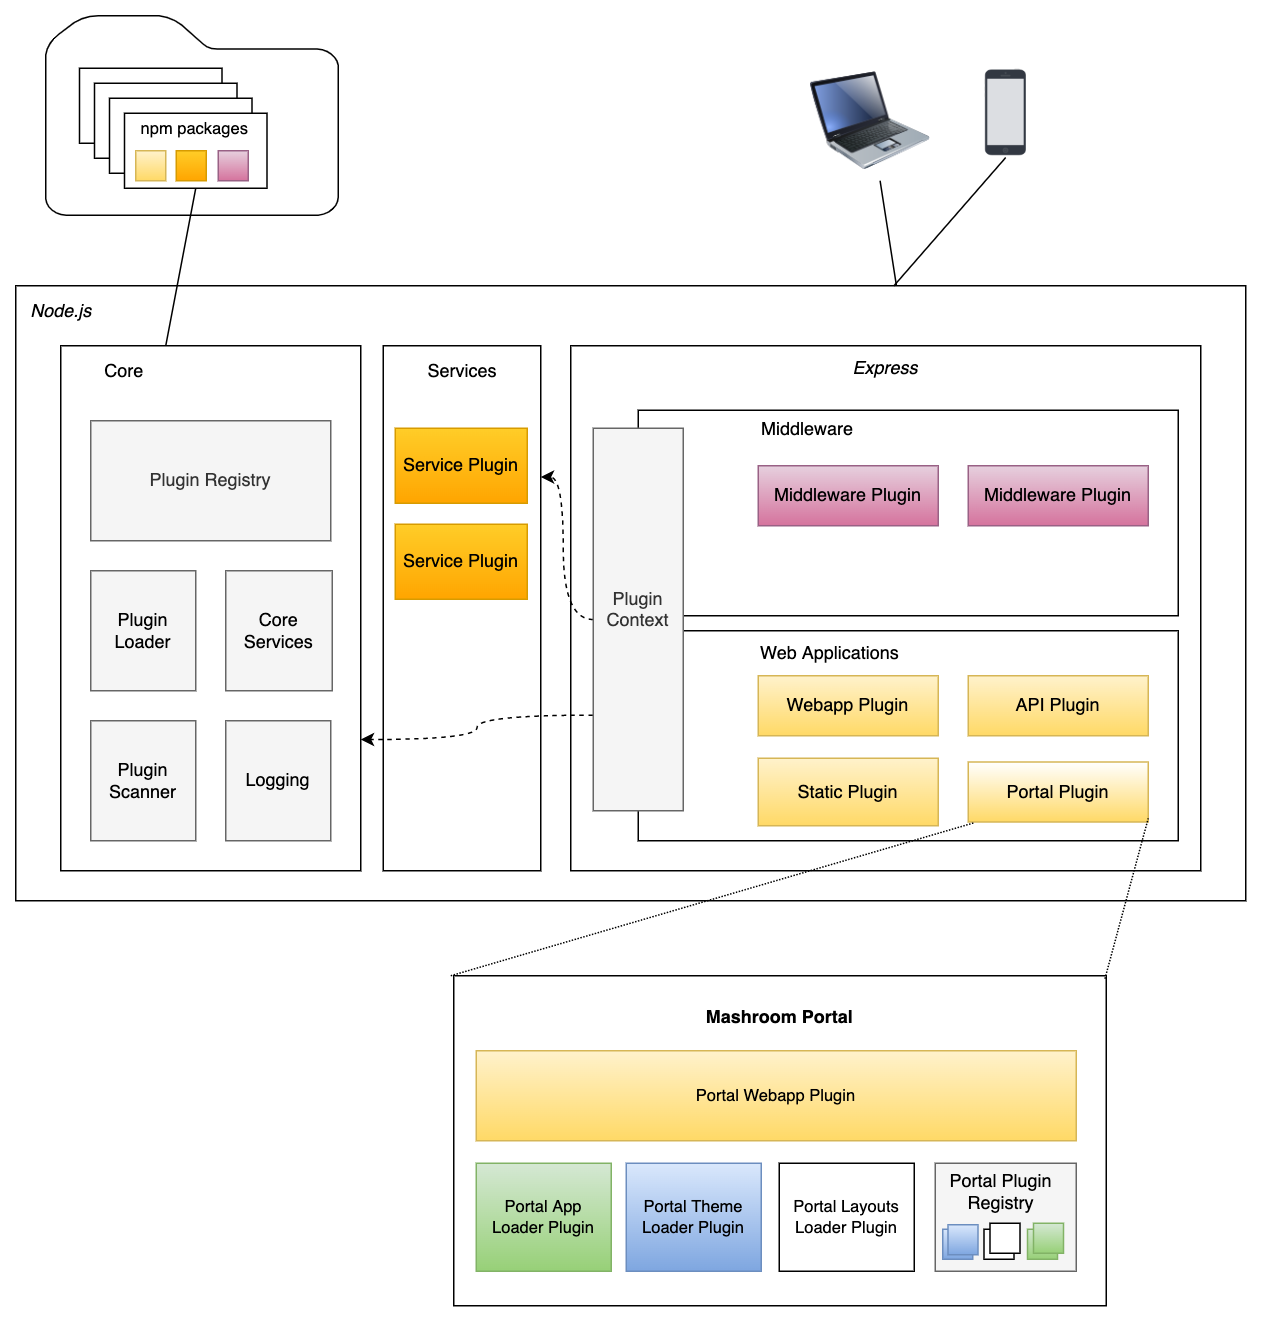 npm packages
Node.js
Core
Plugin Registry
Plugin
Loader
Core
Services
Plugin
Scanner
Logging
Services
Service Plugin
Service Plugin
Express
Plugin
Context
Middleware
Middleware Plugin
Middleware Plugin
Web Applications
Webapp Plugin
API Plugin
Static Plugin
Portal Plugin
Mashroom Portal
Portal Webapp Plugin
Portal App
Loader Plugin
Portal Theme
Loader Plugin
Portal Layouts
Loader Plugin
Portal Plugin
Registry